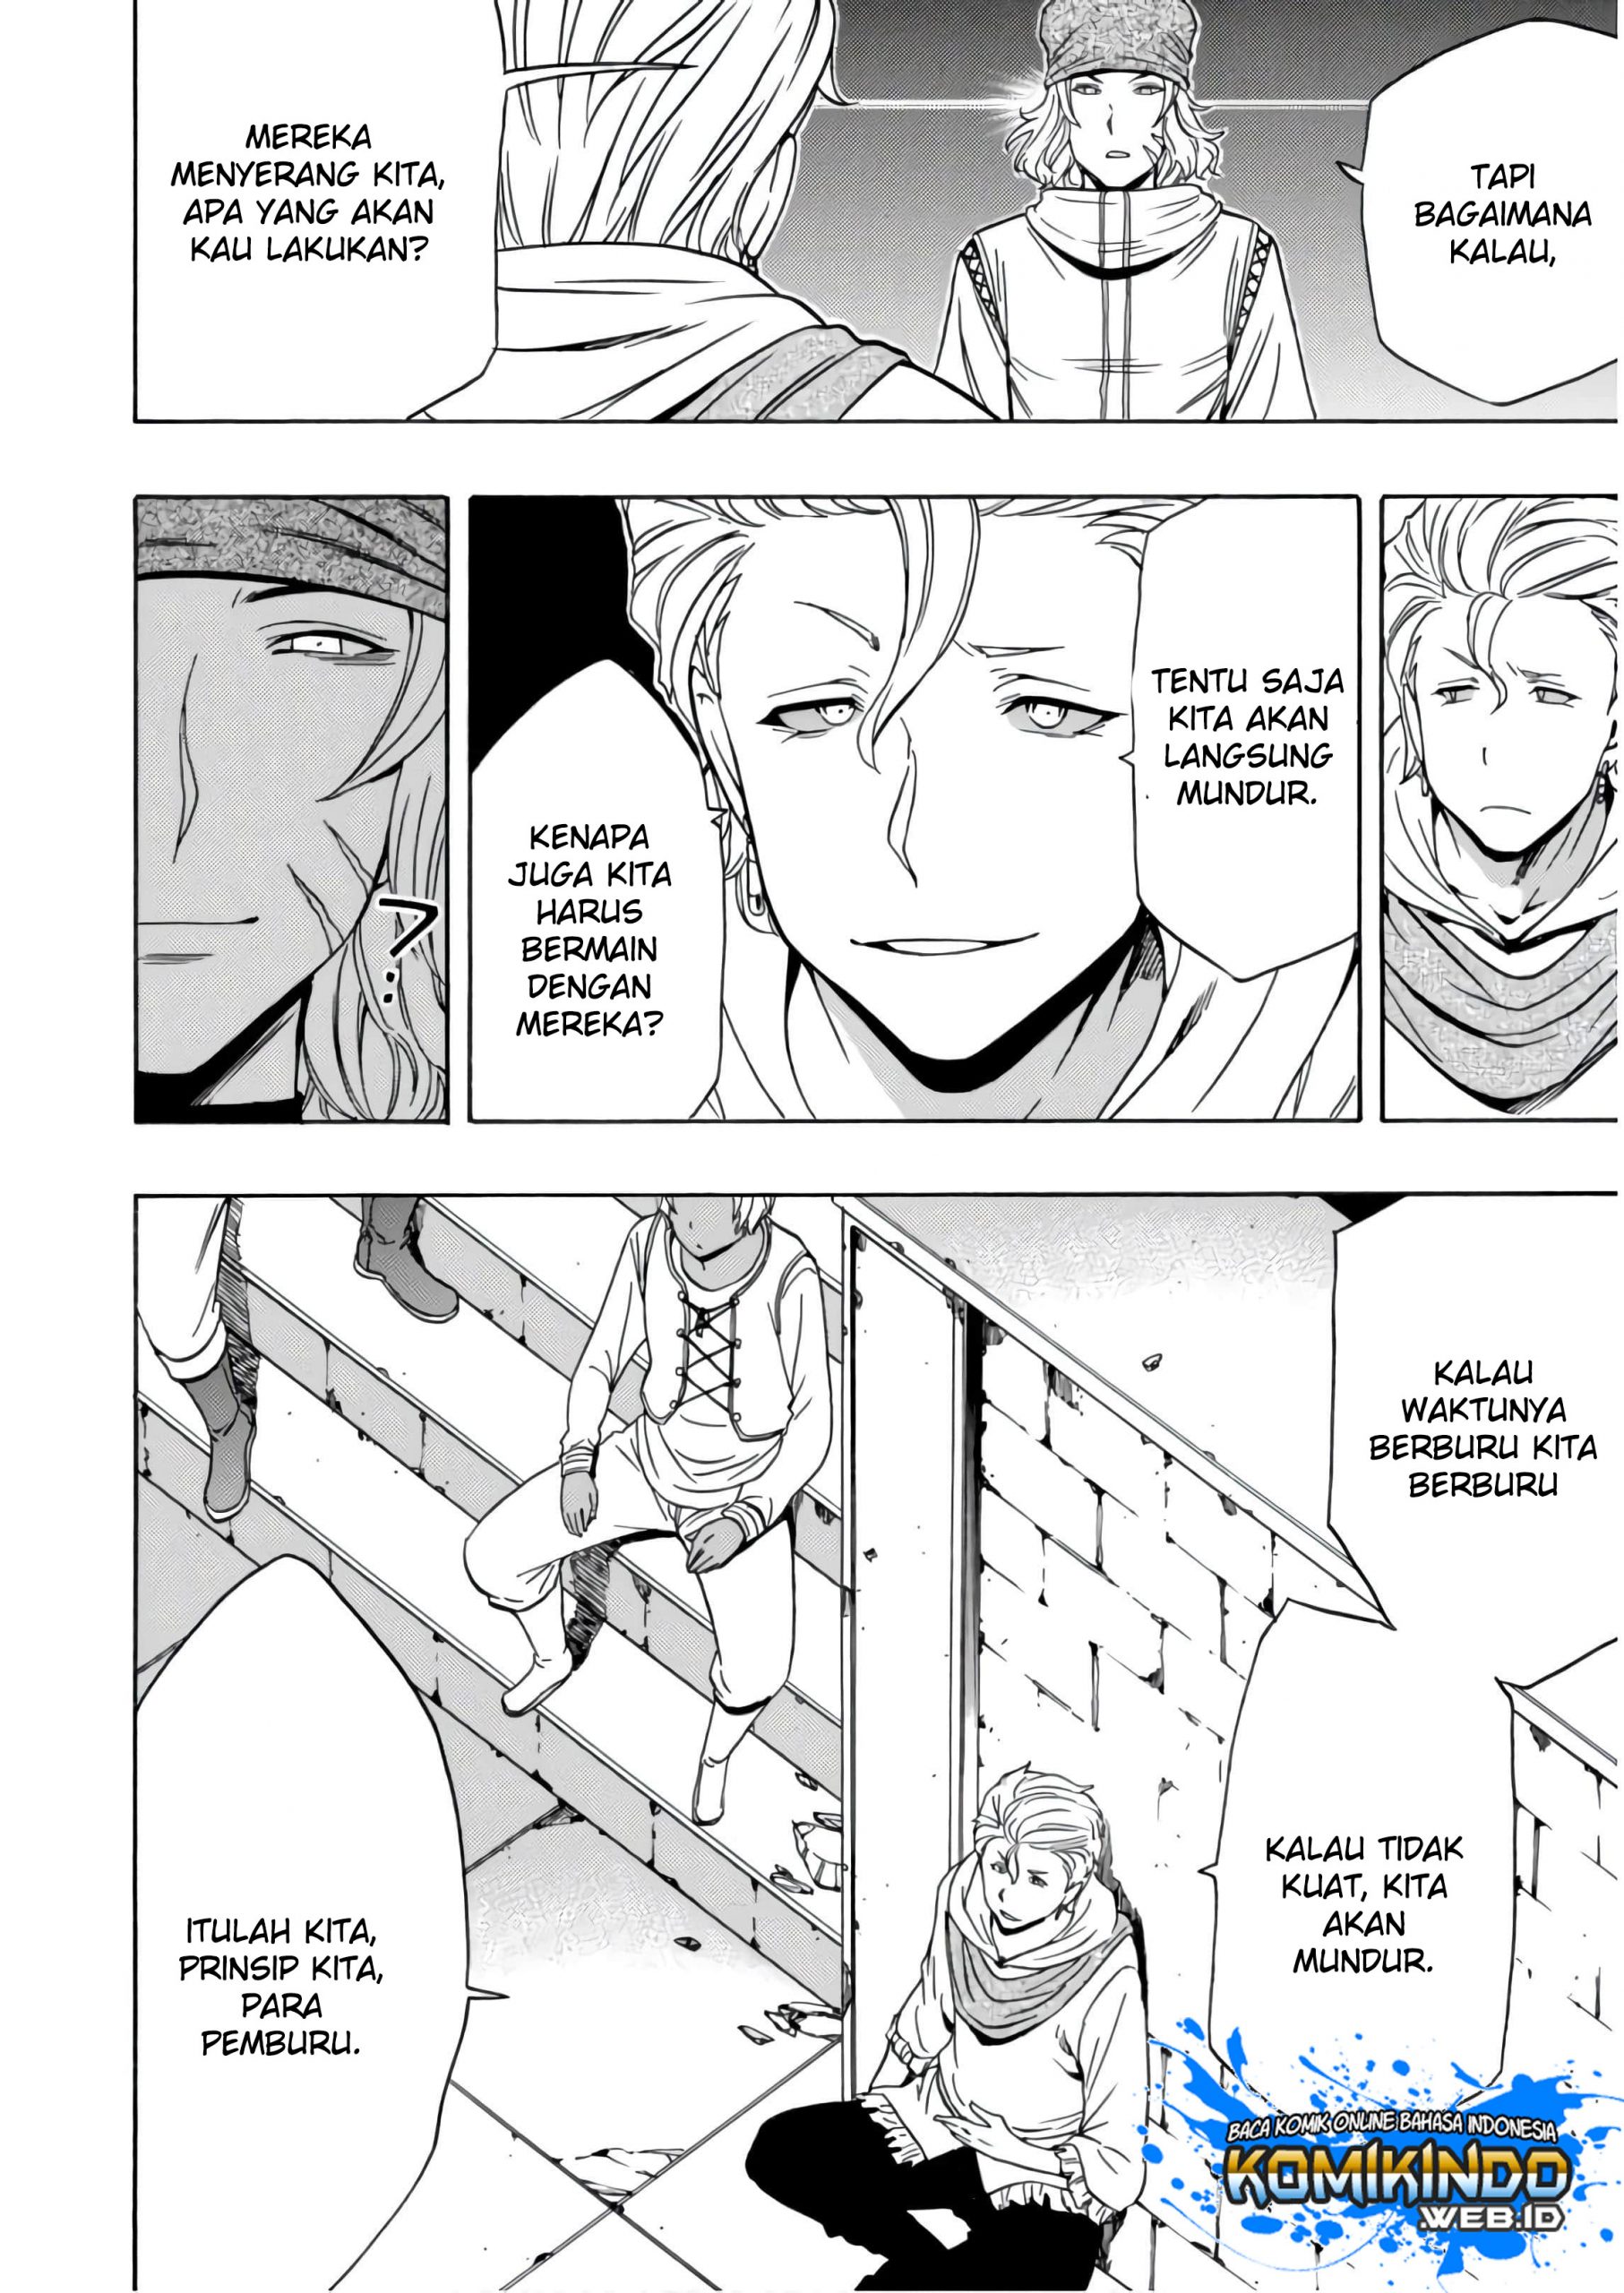 TAPI
BAGAIMANA
KALAU,
MEREKA
MENYERANG KITA,
APA YANG AKAN
KAU LAKUKAN?
TENTU SAJA
KITA AKAN
LANGSUNG
MUNDUR.
KENAPA
JUGA KITA
HARUS
BERMAIN
DENGAN
MEREKA?
KALAU
WAKTUNYA
BERBURU KITA
BERBURU
KALAU TIDAK
KUAT, KITA
AKAN
MUNDUR.
ITULAH KITA,
PRINSIP KITA,
PARA
PEMBURU.
BACA KOMIK ONLINE BAHASA INDONESIA
KOMIKINDO
.WEB.ID